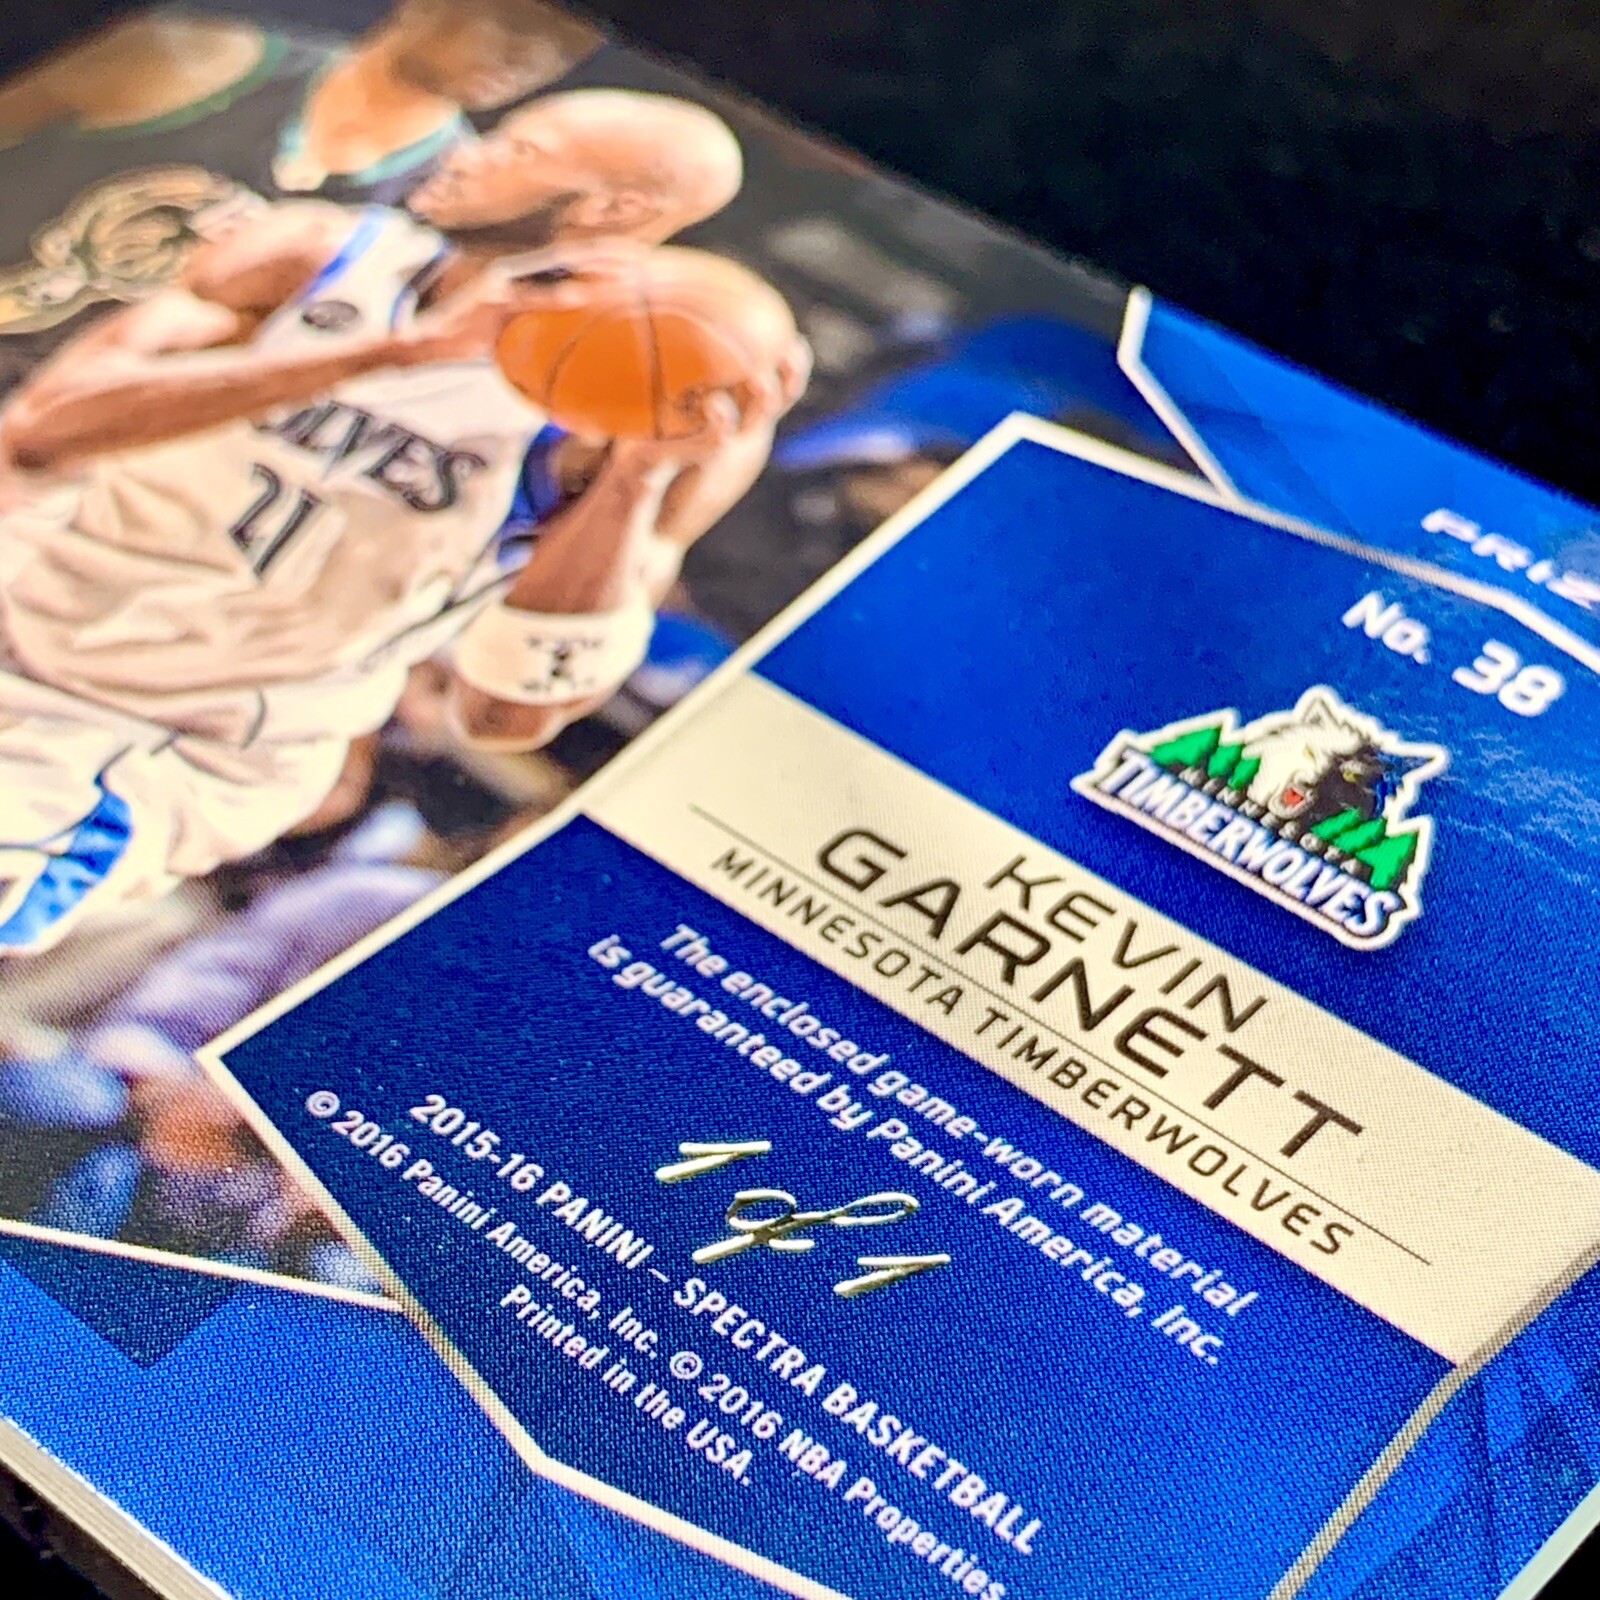 PRIZ
No. 38
MINNESOTA
TIMBERWOLVES
KEVIN
GARNETT
MINNESOTA TIMBERWOLVES
The enclosed game-worn material
is guaranteed by Panini America, Inc.
1 of 1
2015-16 PANINI – SPECTRA BASKETBALL
© 2016 Panini America, Inc. © 2016 NBA Properties
Printed in the USA.
OLVES
21